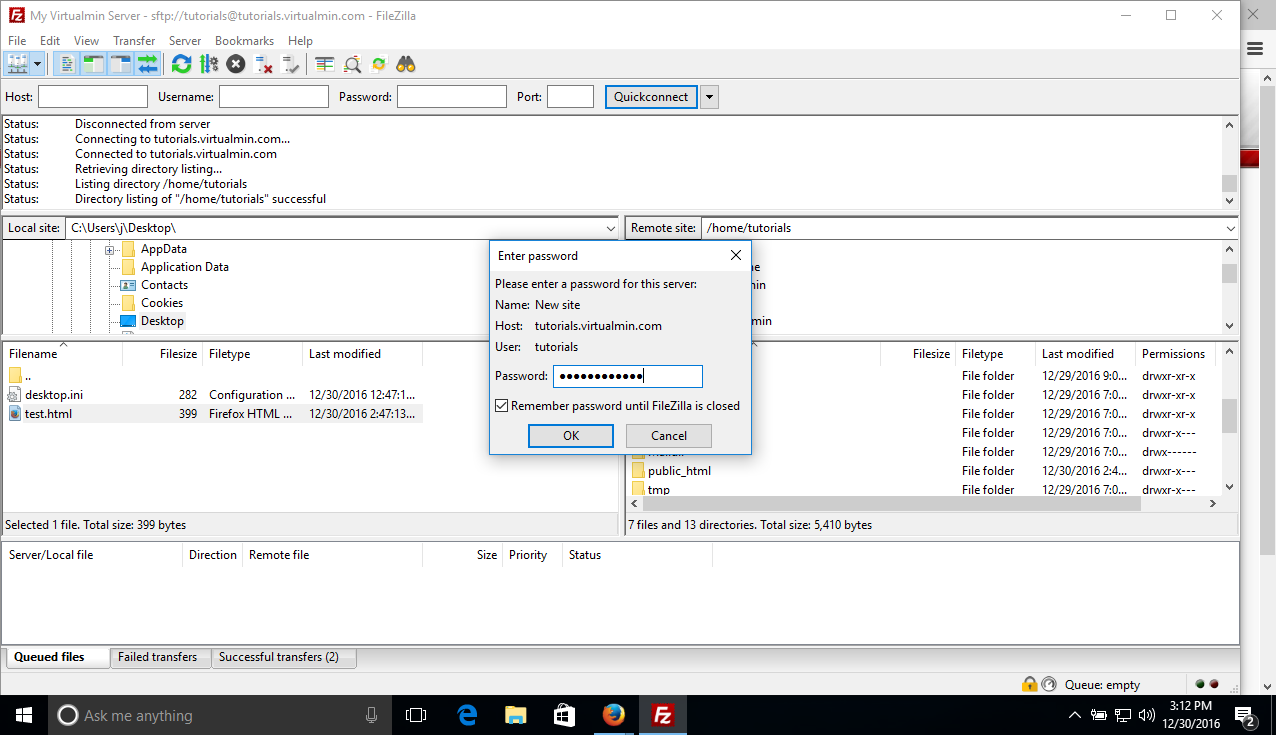 My Virtualmin Server - sftp://tutorials@tutorials.virtualmin.com - FileZilla
File Edit View Transfer Server Bookmarks Help
Host: Username: Password: Port: Quickconnect
Status: Disconnected from server
Status: Connecting to tutorials.virtualmin.com...
Status: Connected to tutorials.virtualmin.com
Status: Retrieving directory listing...
Status: Listing directory /home/tutorials
Status: Directory listing of "/home/tutorials" successful
Local site: C:\Users\j\Desktop\
AppData
Application Data
Contacts
Cookies
Desktop
Filename Filesize Filetype Last modified
..
desktop.ini 282 Configuration ... 12/30/2016 12:47:1...
test.html 399 Firefox HTML ... 12/30/2016 2:47:13...
Selected 1 file. Total size: 399 bytes
Enter password
Please enter a password for this server:
Name: New site
Host: tutorials.virtualmin.com
User: tutorials
Password: ●●●●●●●●●●●●
Remember password until FileZilla is closed
OK Cancel
Remote site: /home/tutorials
Filesize Filetype Last modified Permissions
File folder 12/29/2016 9:0... drwxr-xr-x
File folder 12/29/2016 7:0... drwxr-xr-x
File folder 12/29/2016 7:0... drwxr-xr-x
File folder 12/29/2016 7:0... drwxr-x---
File folder 12/29/2016 7:0... drwx------
public_html File folder 12/30/2016 2:4... drwxr-x---
tmp File folder 12/29/2016 7:0... drwxr-x---
7 files and 13 directories. Total size: 5,410 bytes
Server/Local file Direction Remote file Size Priority Status
Queued files Failed transfers Successful transfers (2)
Queue: empty
Ask me anything
3:12 PM
12/30/2016
2